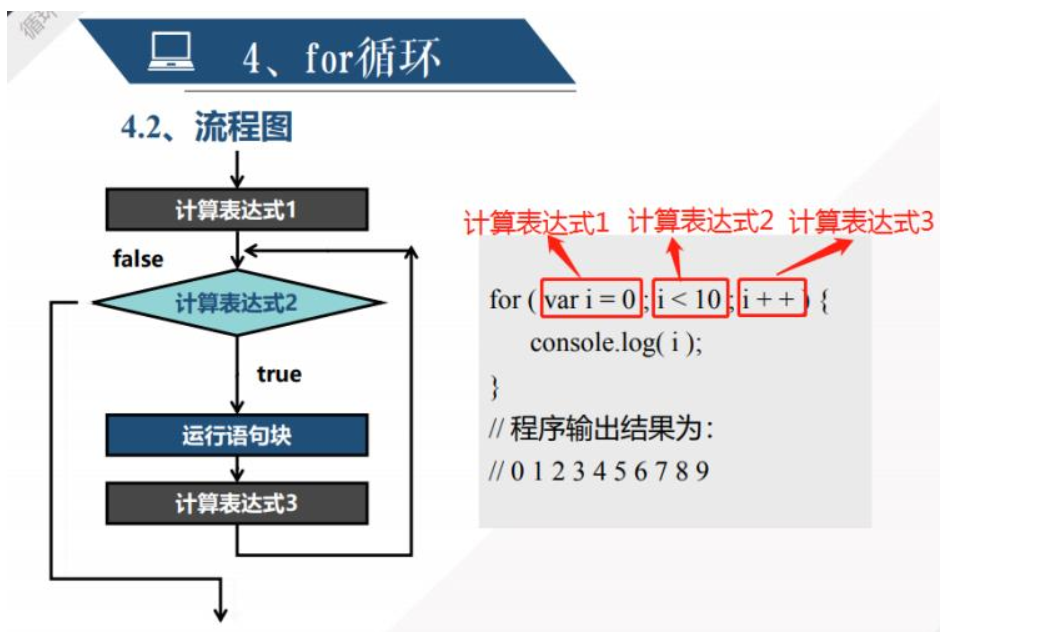 循环
4、for循环
4.2、流程图
计算表达式1
false
计算表达式2
true
运行语句块
计算表达式3
计算表达式1 计算表达式2 计算表达式3
for ( var i = 0 ; i < 10 ; i + + ) {
console.log( i );
}
// 程序输出结果为：
// 0 1 2 3 4 5 6 7 8 9